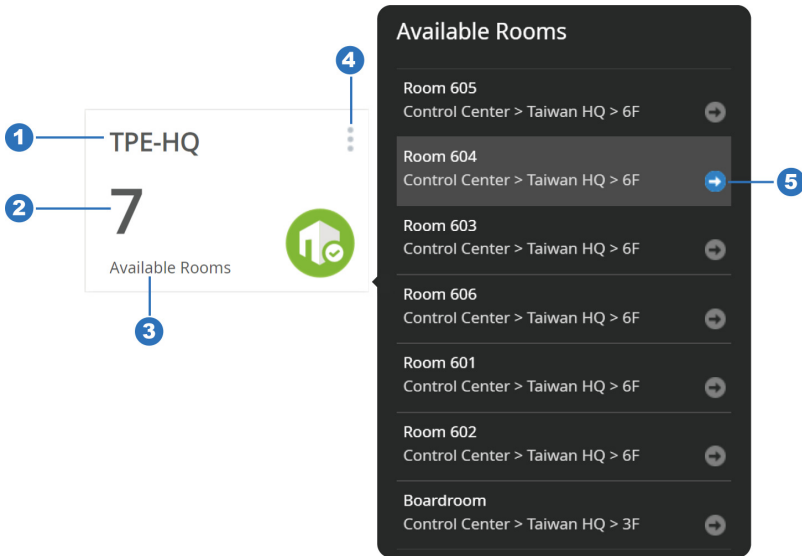 4
1
TPE-HQ
2
7
Available Rooms
3
Available Rooms
Room 605
Control Center > Taiwan HQ > 6F
Room 604
Control Center > Taiwan HQ > 6F
5
Room 603
Control Center > Taiwan HQ > 6F
Room 606
Control Center > Taiwan HQ > 6F
Room 601
Control Center > Taiwan HQ > 6F
Room 602
Control Center > Taiwan HQ > 6F
Boardroom
Control Center > Taiwan HQ > 3F